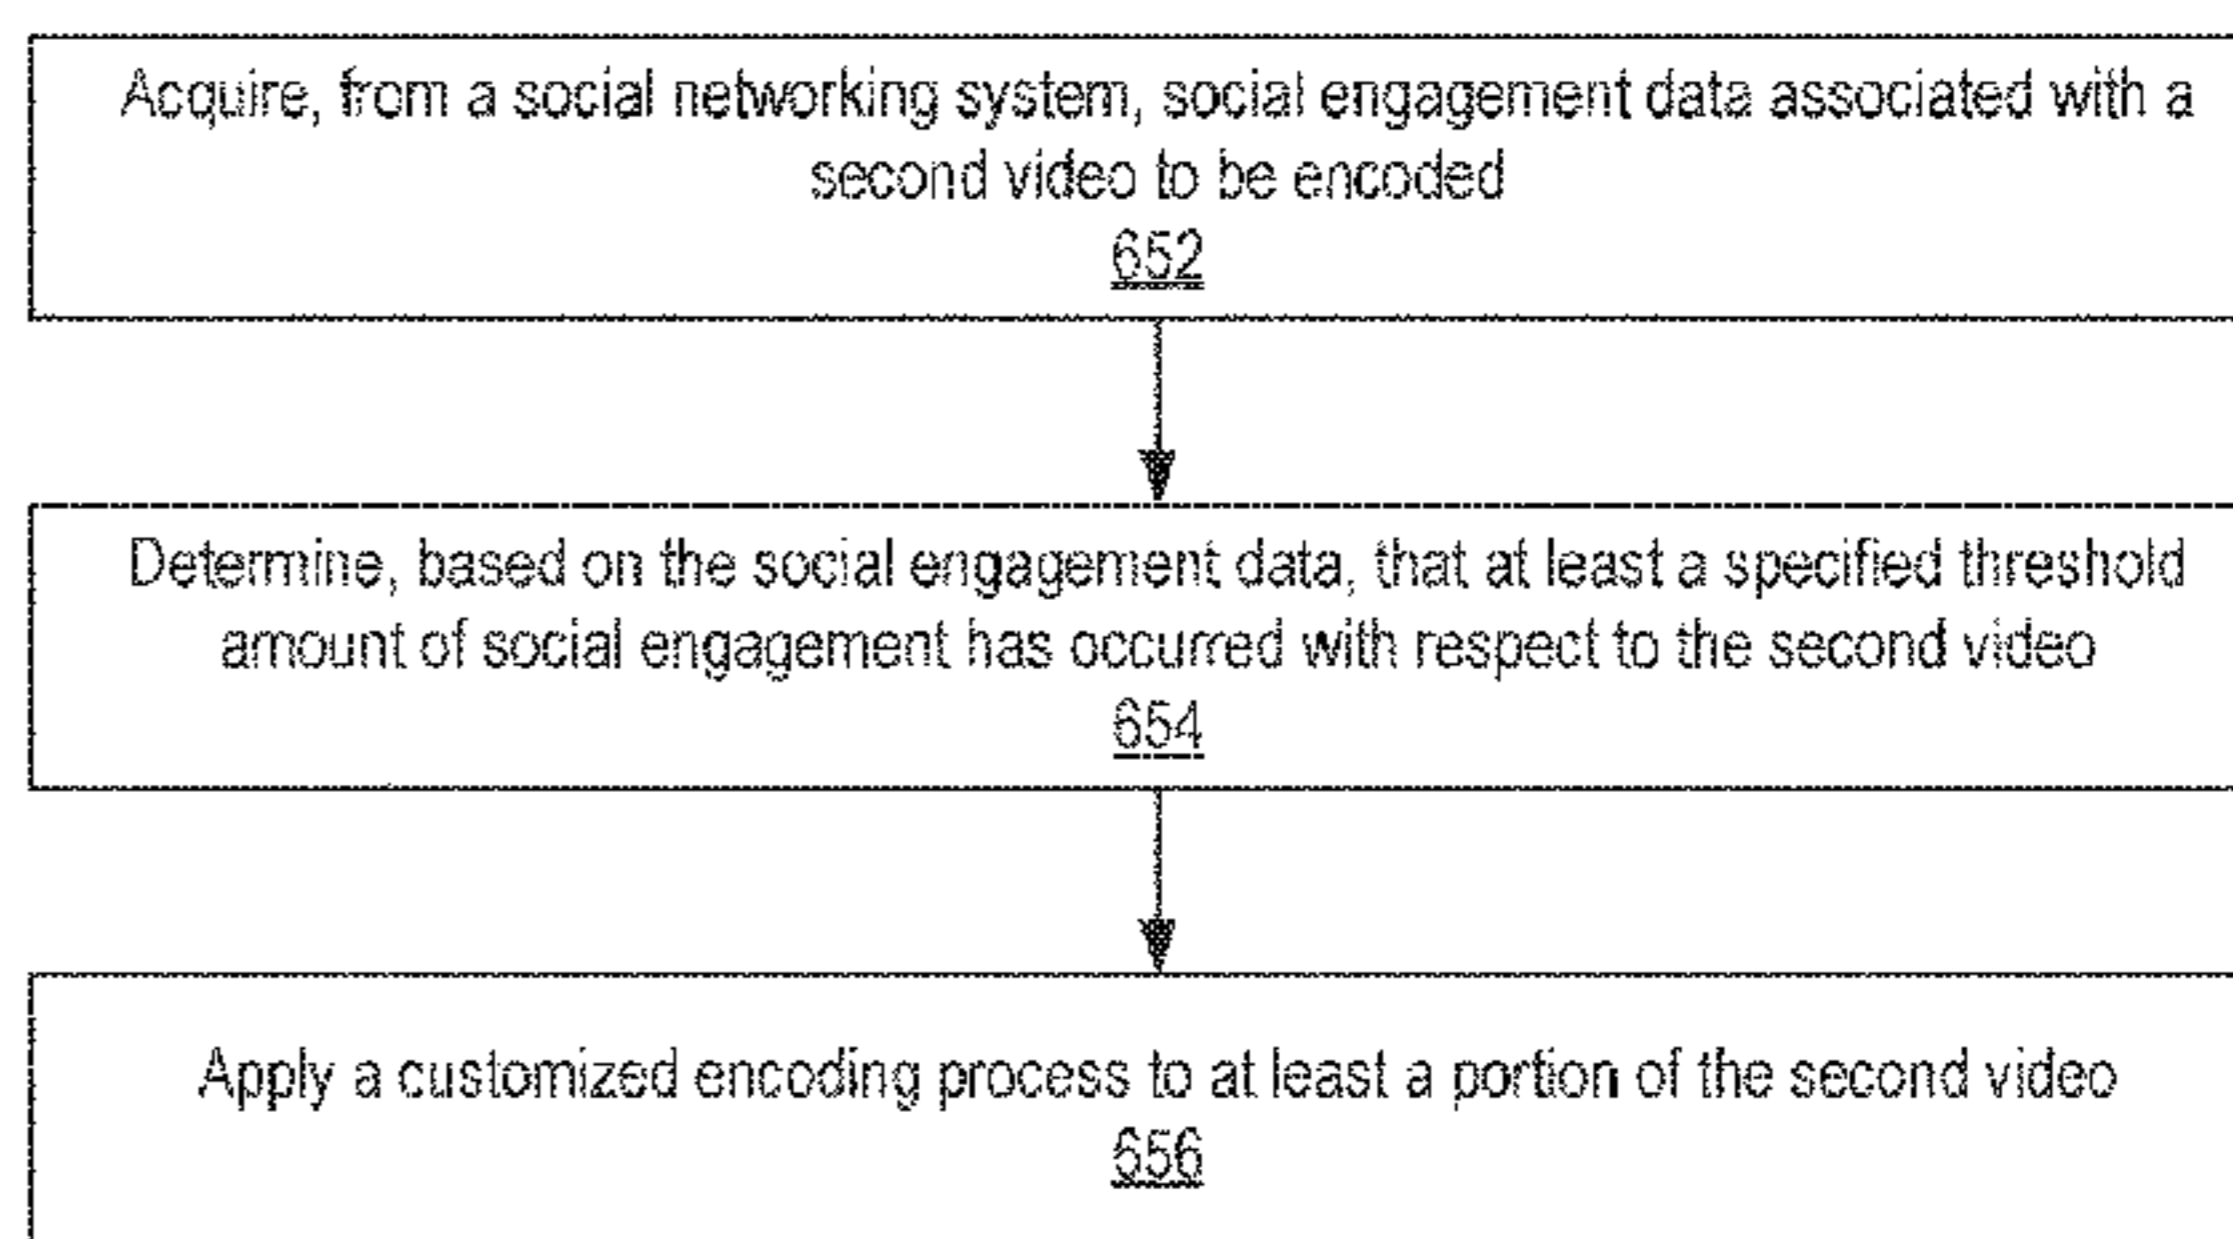 Acquire, from a social networking system, social engagement data associated with a
second video to be encoded
652
Determine, based on the social engagement data, that at least a specified threshold
amount of social engagement has occurred with respect to the second video
654
Apply a customized encoding process to at least a portion of the second video
656